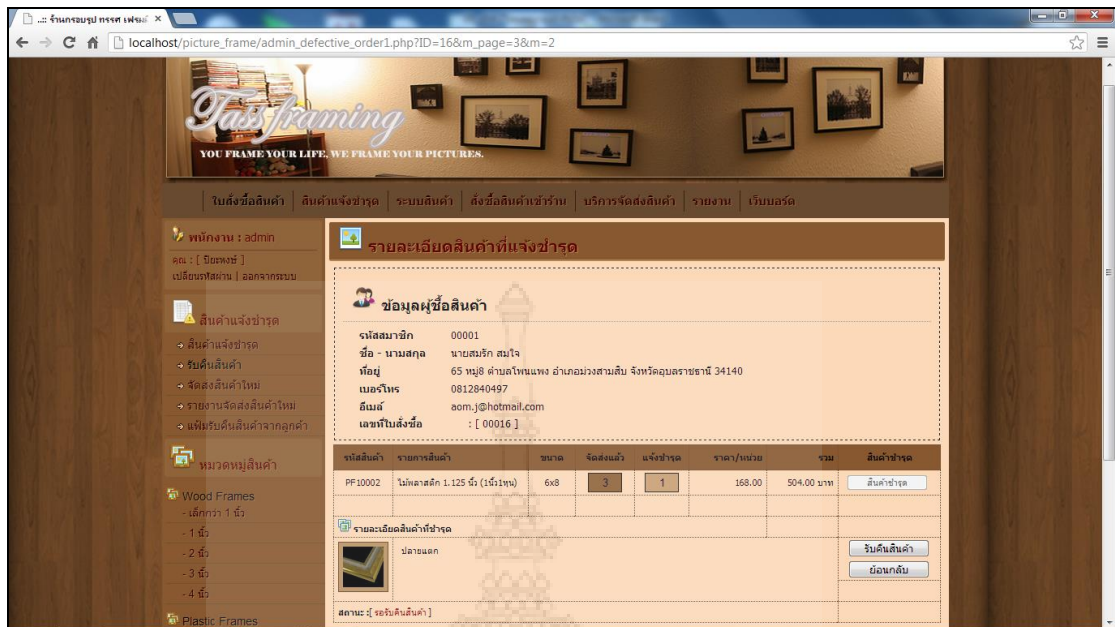 ..:: ร้านกรอบรูป ทรรศ เฟรมมิ่
localhost/picture_frame/admin_defective_order1.php?ID=16&m_page=3&m=2
Tass framing
YOU FRAME YOUR LIFE, WE FRAME YOUR PICTURES.
ใบสั่งซื้อสินค้า สินค้าแจ้งชำรุด ระบบสินค้า สั่งซื้อสินค้าเข้าร้าน บริการจัดส่งสินค้า รายงาน เว็บบอร์ด
พนักงาน : admin
คุณ : [ ปิยะพงษ์ ]
เปลี่ยนรหัสผ่าน | ออกจากระบบ
สินค้าแจ้งชำรุด
สินค้าแจ้งชำรุด
รับคืนสินค้า
จัดส่งสินค้าใหม่
รายงานจัดส่งสินค้าใหม่
แฟ้มรับคืนสินค้าจากลูกค้า
หมวดหมู่สินค้า
Wood Frames
- เล็กกว่า 1 นิ้ว
- 1 นิ้ว
- 2 นิ้ว
- 3 นิ้ว
- 4 นิ้ว
Plastic Frames
รายละเอียดสินค้าที่แจ้งชำรุด
ข้อมูลผู้ซื้อสินค้า
รหัสสมาชิก 00001
ชื่อ - นามสกุล นายสมรัก สมใจ
ที่อยู่ 65 หมู่8 ตำบลโพนแพง อำเภอม่วงสามสิบ จังหวัดอุบลราชธานี 34140
เบอร์โทร 0812840497
อีเมล์ aom.j@hotmail.com
เลขที่ใบสั่งซื้อ : [ 00016 ]
รหัสสินค้า รายการสินค้า ขนาด จัดส่งแล้ว แจ้งชำรุด ราคา/หน่วย รวม สินค้าชำรุด
PF10002 ไม้พลาสติก 1.125 นิ้ว (1นิ้ว1หุน) 6x8 3 1 168.00 504.00 บาท สินค้าชำรุด
รายละเอียดสินค้าที่ชำรุด
ปลายแตก
รับคืนสินค้า
ย้อนกลับ
สถานะ :[ รอรับคืนสินค้า ]